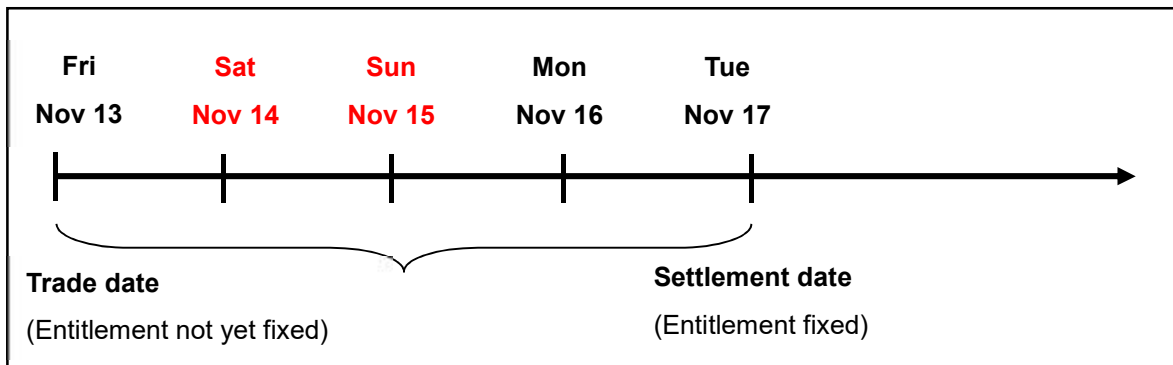 Fri Sat Sun Mon Tue
Nov 13 Nov 14 Nov 15 Nov 16 Nov 17
Trade date
(Entitlement not yet fixed)
Settlement date
(Entitlement fixed)